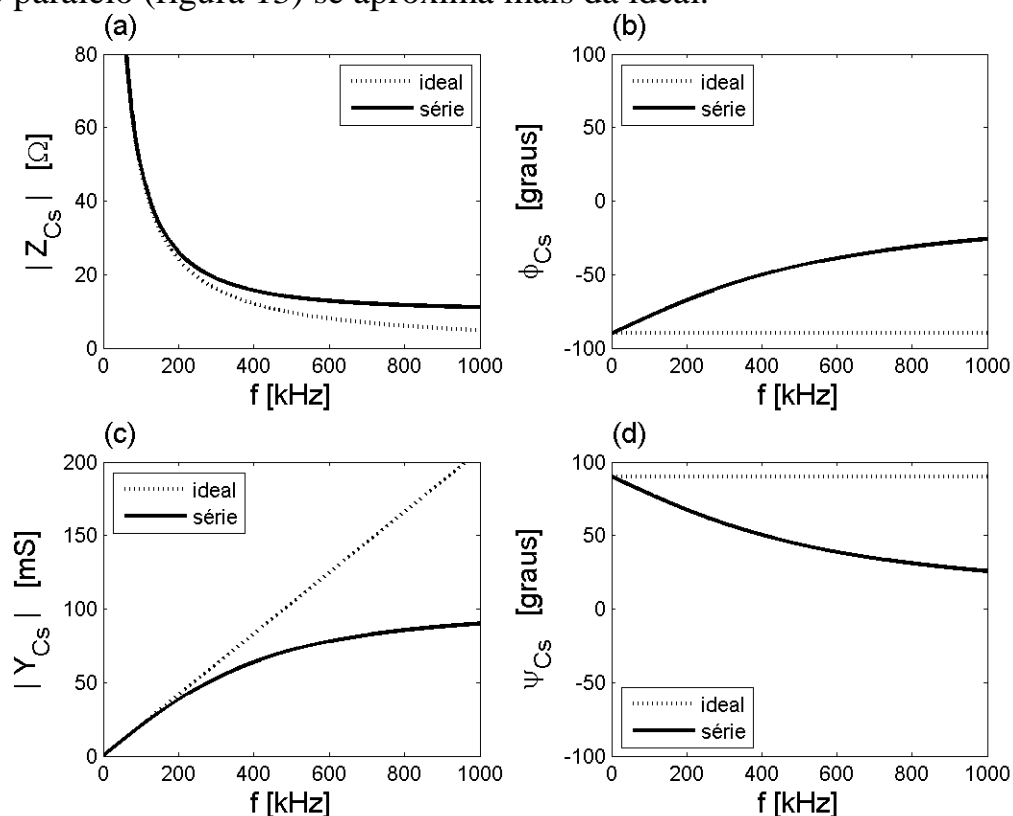 paralelo (figura se aproxima mais da ideal.
(a)
80
60
40
20
0
| Z_Cs | [Ω]
ideal
série
0 200 400 600 800 1000
f [kHz]
(b)
100
50
0
-50
-100
ϕ_Cs [graus]
ideal
série
0 200 400 600 800 1000
f [kHz]
(c)
200
150
100
50
0
| Y_Cs | [mS]
ideal
série
0 200 400 600 800 1000
f [kHz]
(d)
100
50
0
-50
-100
ψ_Cs [graus]
ideal
série
0 200 400 600 800 1000
f [kHz]